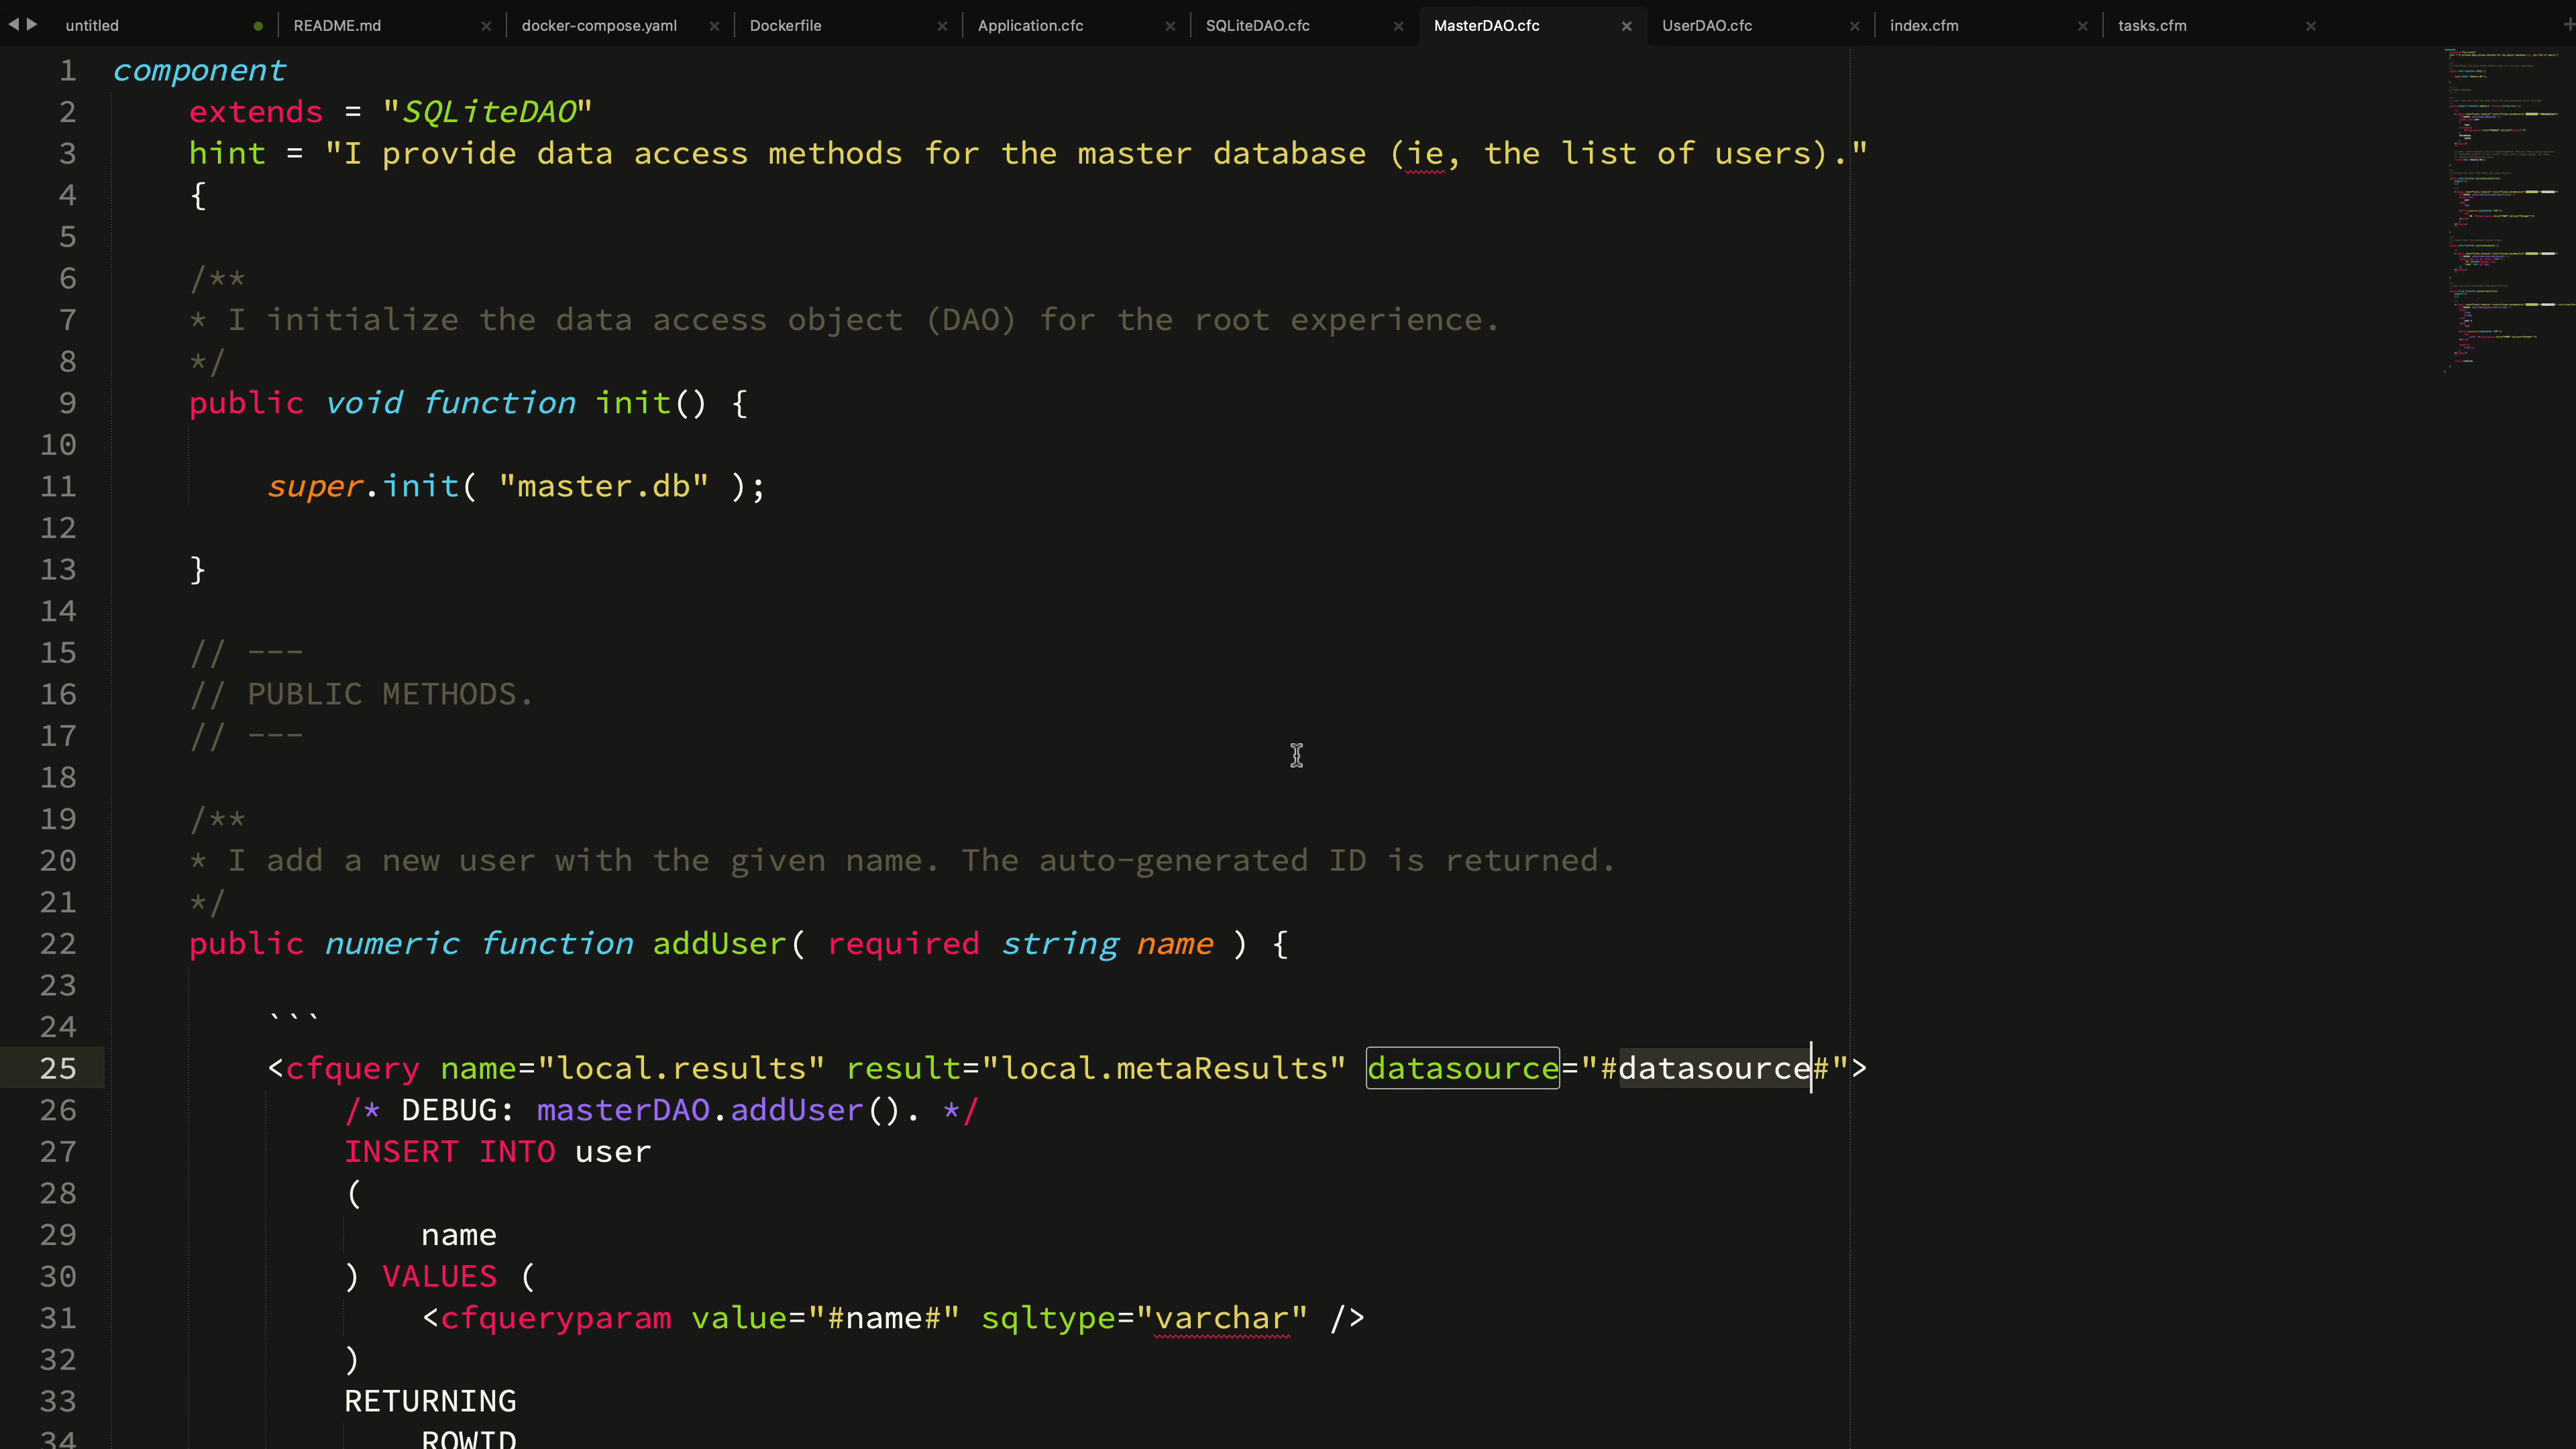 untitled README.md docker-compose.yaml Dockerfile Application.cfc SQLiteDAO.cfc MasterDAO.cfc UserDAO.cfc index.cfm tasks.cfm
1 component
2 extends = "SQLiteDAO"
3 hint = "I provide data access methods for the master database (ie, the list of users)."
4 {
5
6 /**
7 * I initialize the data access object (DAO) for the root experience.
8 */
9 public void function init() {
10
11 super.init( "master.db" );
12
13 }
14
15 // ---
16 // PUBLIC METHODS.
17 // ---
18
19 /**
20 * I add a new user with the given name. The auto-generated ID is returned.
21 */
22 public numeric function addUser( required string name ) {
23
24 ```
25 <cfquery name="local.results" result="local.metaResults" datasource="#datasource#">
26 /* DEBUG: masterDAO.addUser(). */
27 INSERT INTO user
28 (
29 name
30 ) VALUES (
31 <cfqueryparam value="#name#" sqltype="varchar" />
32 )
33 RETURNING
34 ROWID